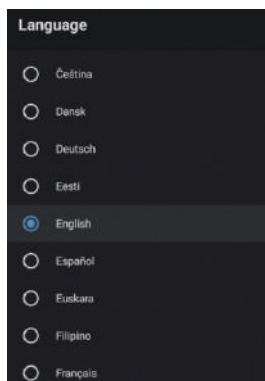 Language
Čeština
Dansk
Deutsch
Eesti
English
Español
Euskara
Filipino
Français